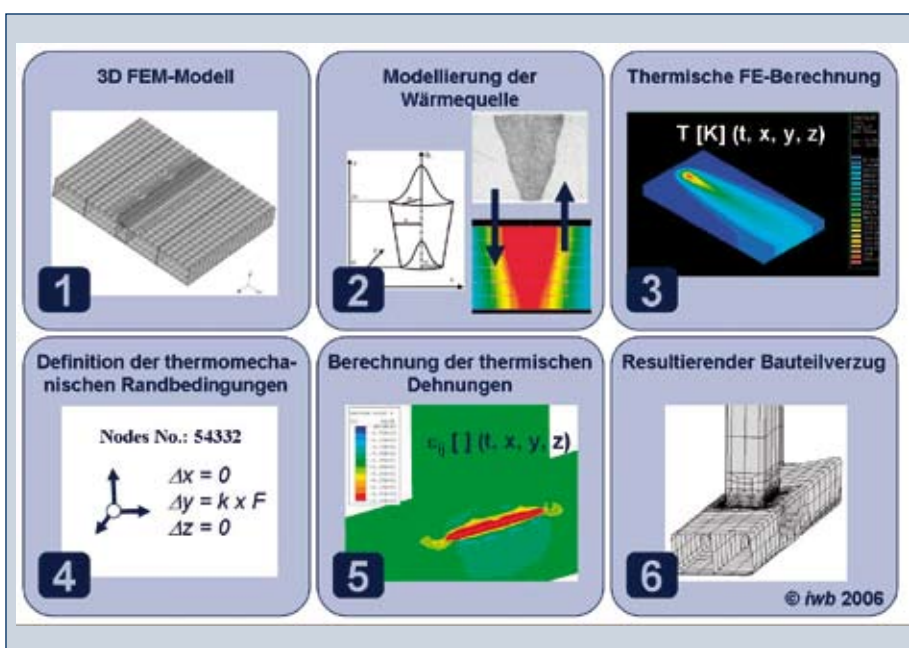 3D FEM-Modell
1
Modellierung der
Wärmequelle
2
Thermische FE-Berechnung
T [K] (t, x, y, z)
3
Definition der thermomecha-
nischen Randbedingungen
Nodes No.: 54332
Δx = 0
Δy = k x F
Δz = 0
4
Berechnung der thermischen
Dehnungen
εij [ ] (t, x, y, z)
5
Resultierender Bauteilverzug
6
© iwb 2006